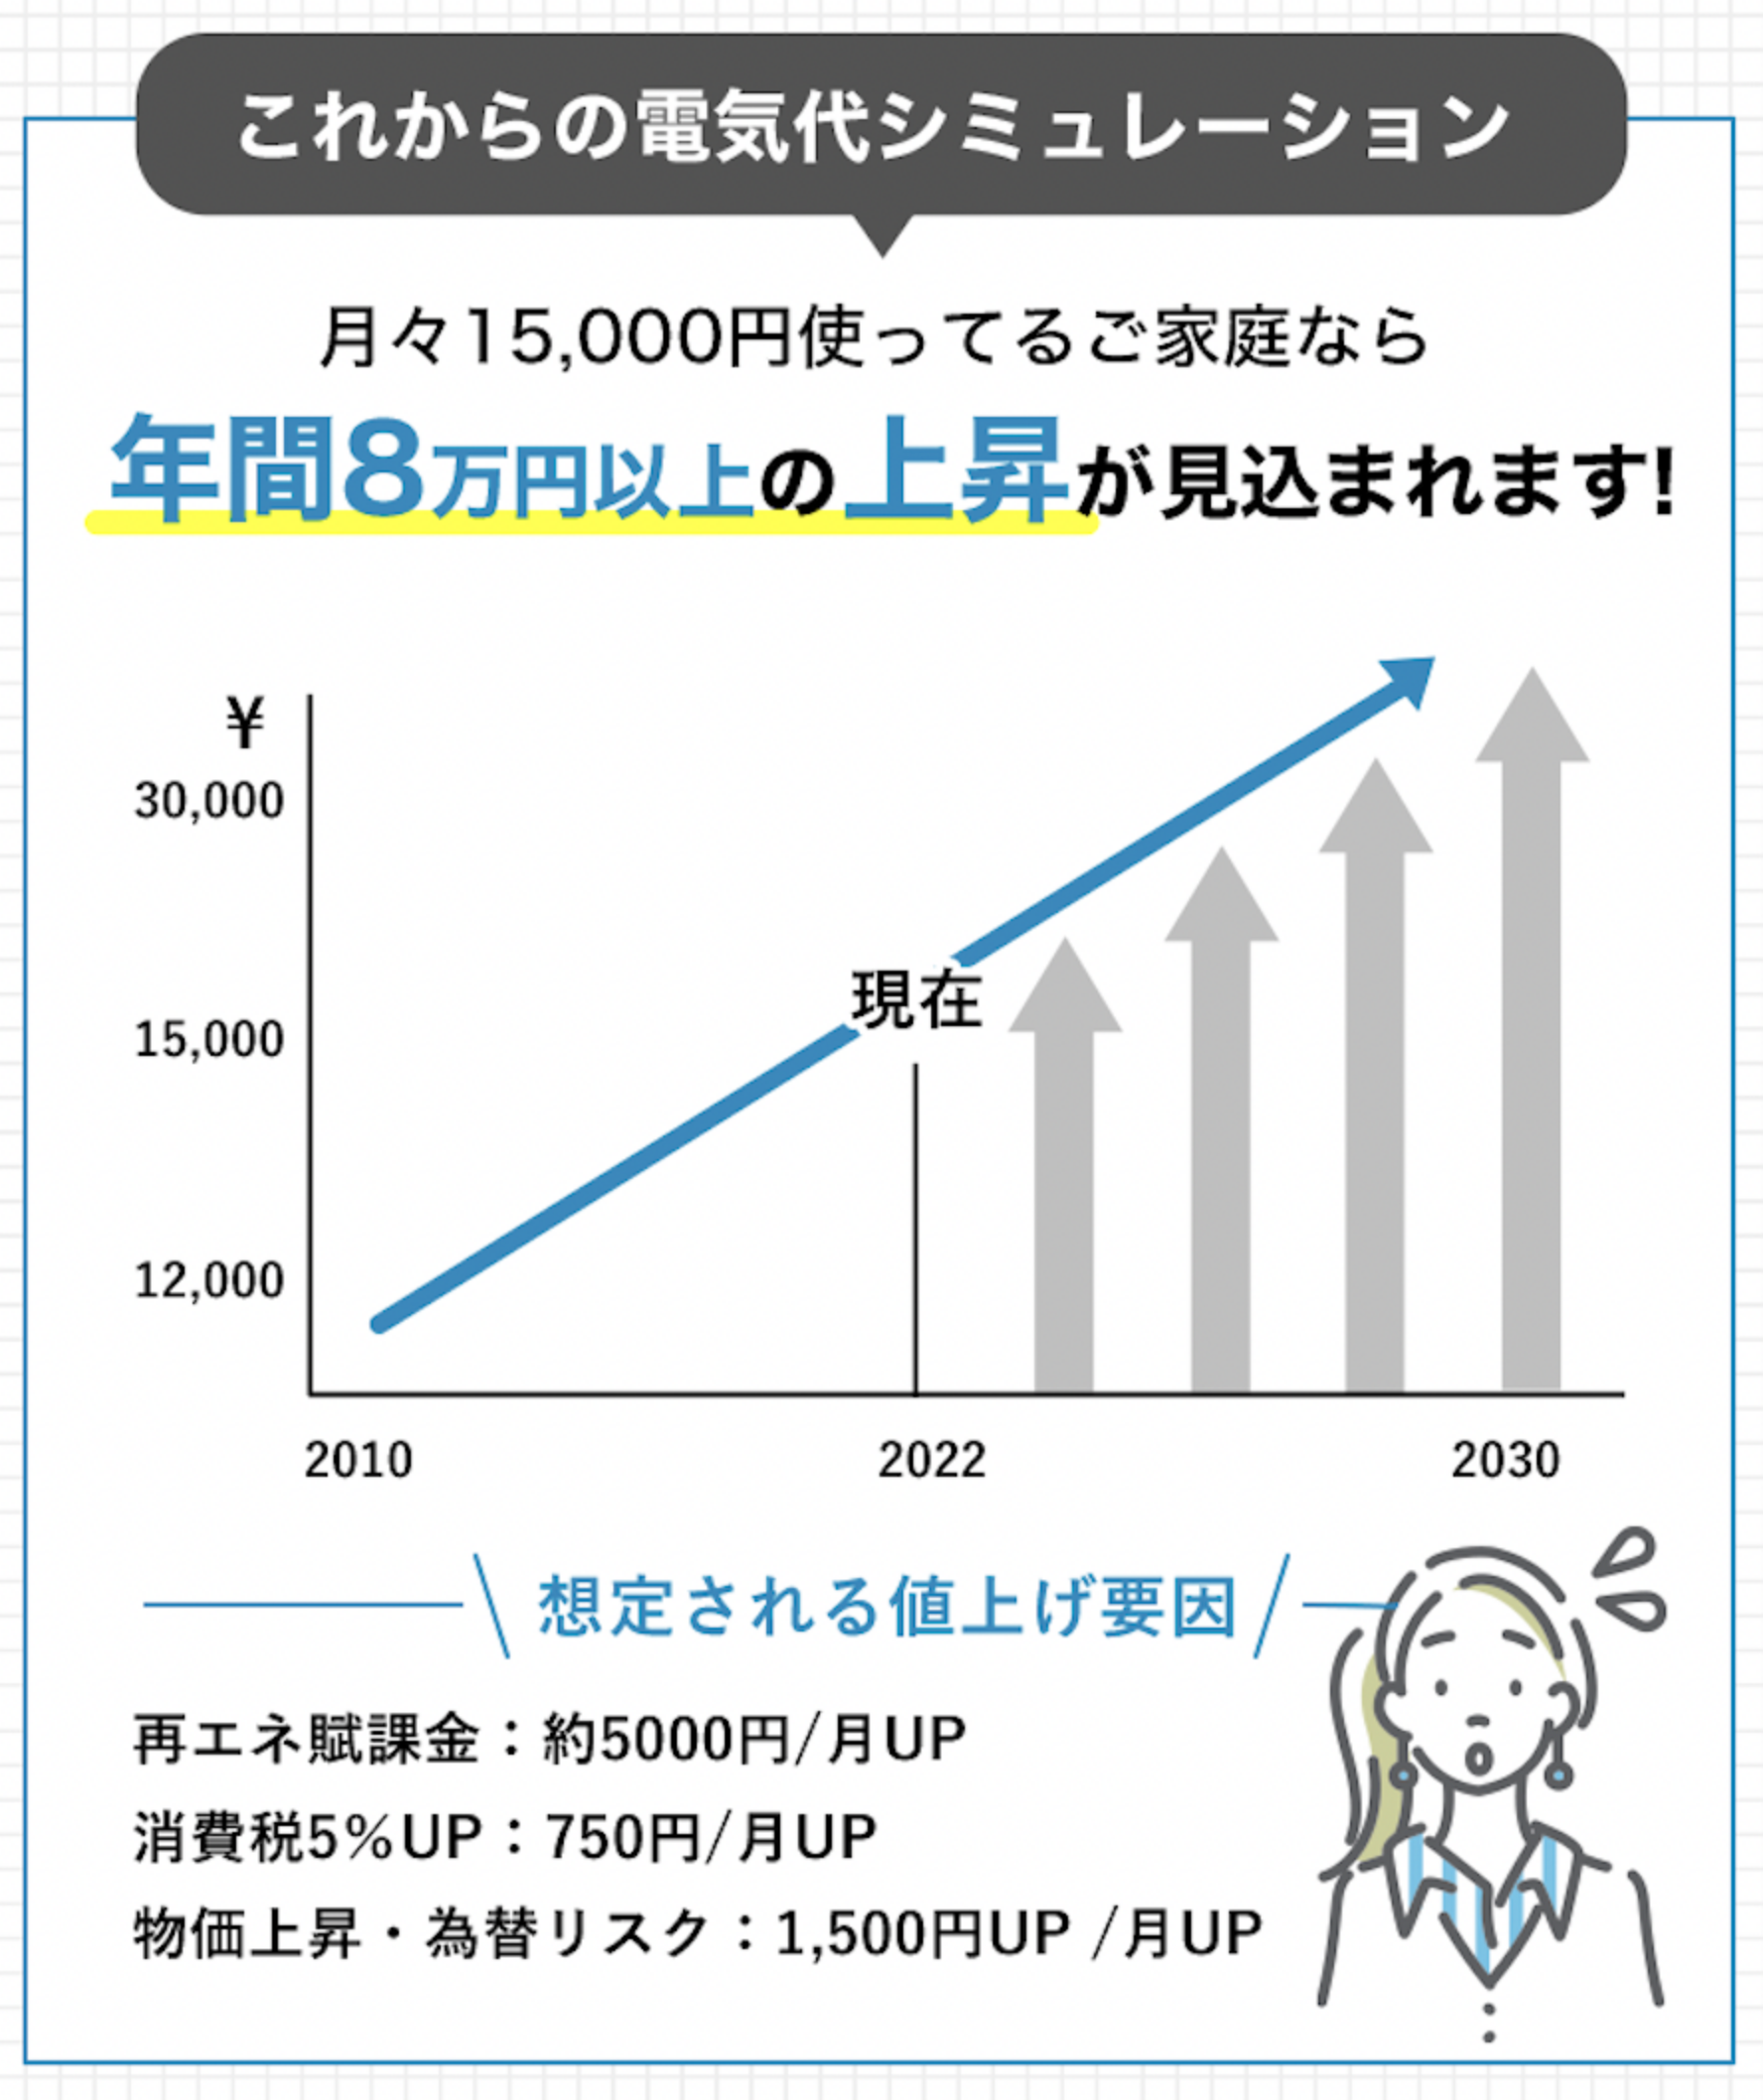 これからの電気代シミュレーション
月々15,000円使ってるご家庭なら
年間8万円以上の上昇が見込まれます!
¥
30,000
15,000
12,000
現在
2010
2022
2030
想定される値上げ要因
再エネ賦課金：約5000円/月UP
消費税5%UP：750円/月UP
物価上昇・為替リスク：1,500円UP /月UP